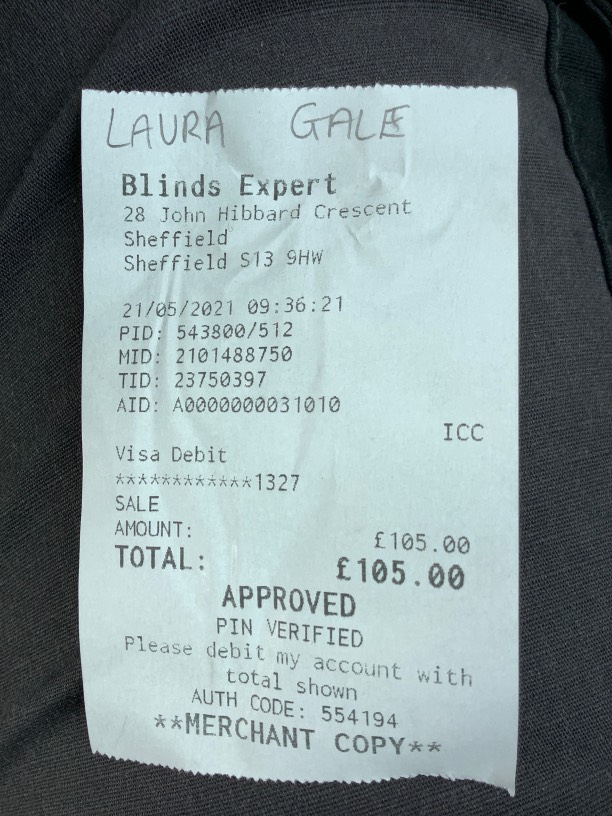 LAURA GALE
Blinds Expert
28 John Hibbard Crescent
Sheffield
Sheffield S13 9HW
21/05/2021 09:36:21
PID: 543800/512
MID: 2101488750
TID: 23750397
AID: A0000000031010
ICC
Visa Debit
************1327
SALE
AMOUNT: £105.00
TOTAL: £105.00
APPROVED
PIN VERIFIED
Please debit my account with
total shown
AUTH CODE: 554194
**MERCHANT COPY**